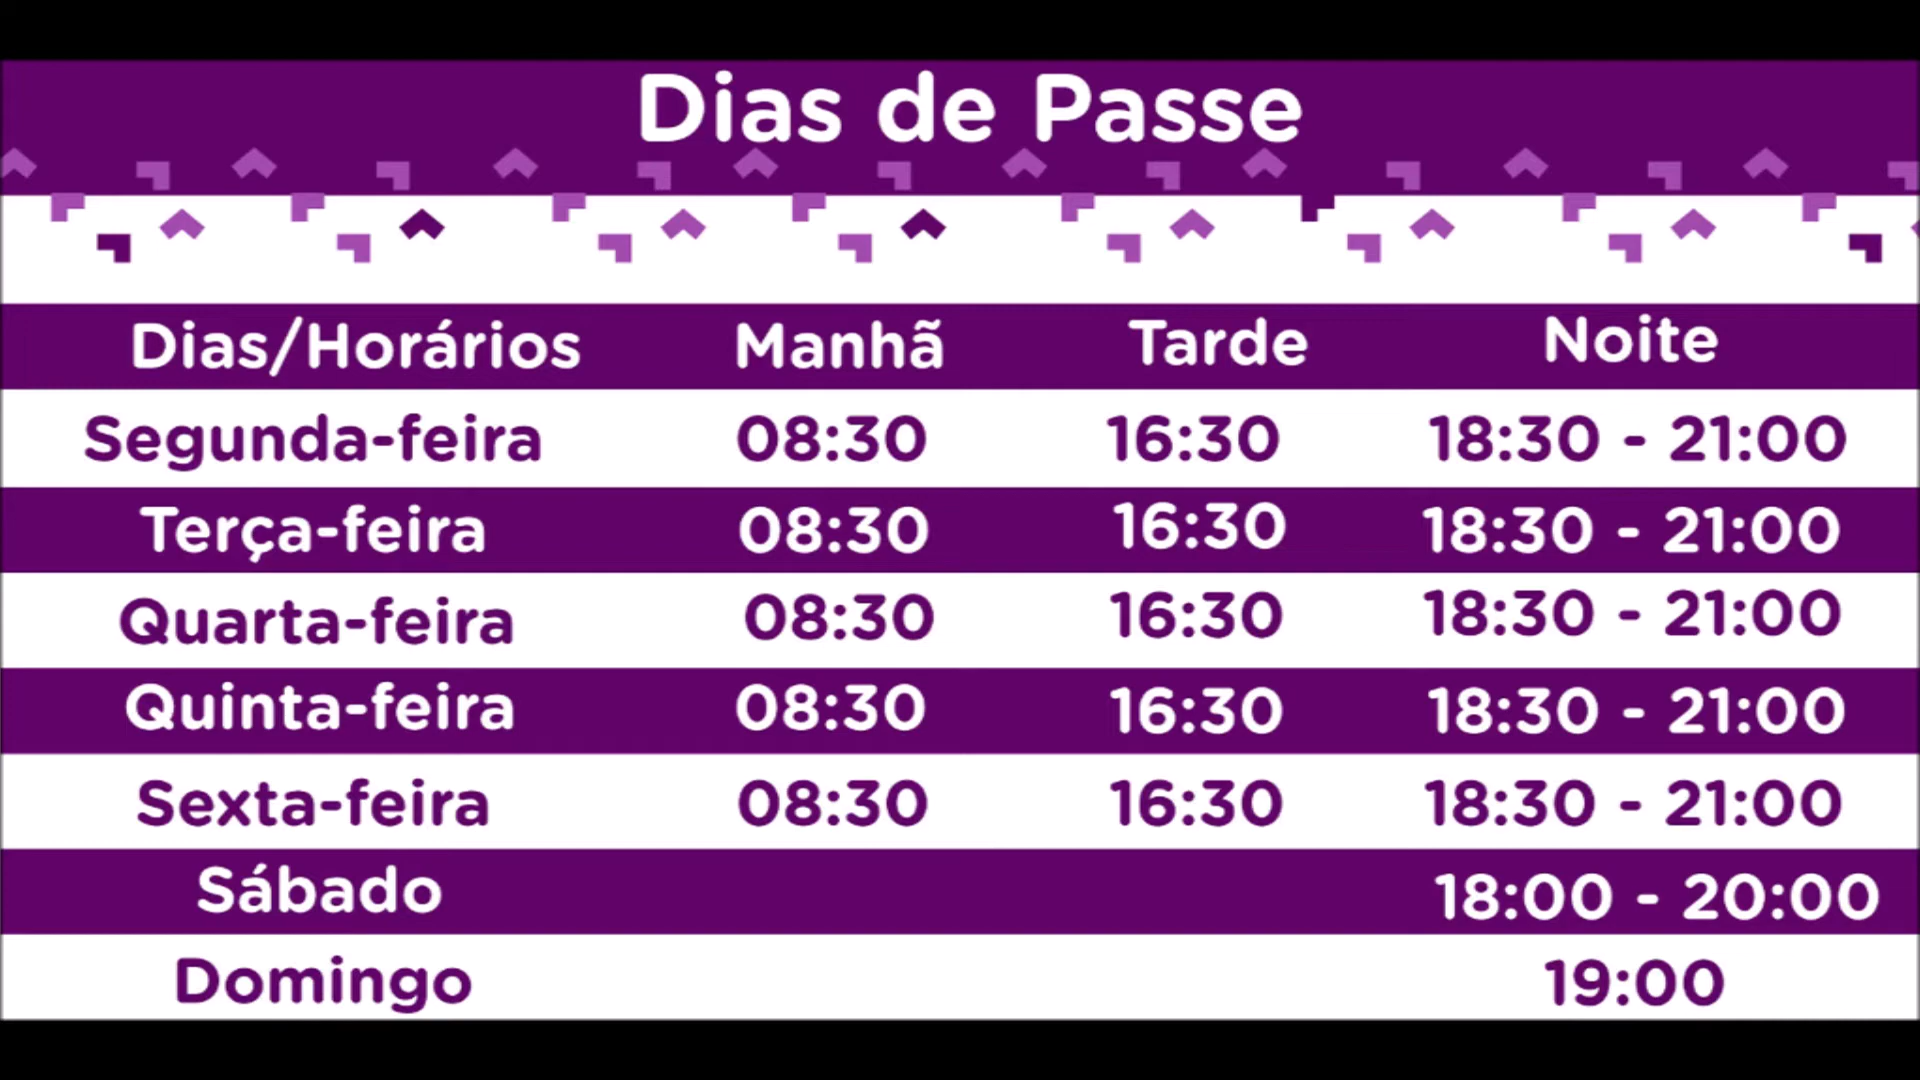 Dias de Passe
Dias/Horários Manhã Tarde Noite
Segunda-feira 08:30 16:30 18:30 - 21:00
Terça-feira 08:30 16:30 18:30 - 21:00
Quarta-feira 08:30 16:30 18:30 - 21:00
Quinta-feira 08:30 16:30 18:30 - 21:00
Sexta-feira 08:30 16:30 18:30 - 21:00
Sábado 18:00 - 20:00
Domingo 19:00